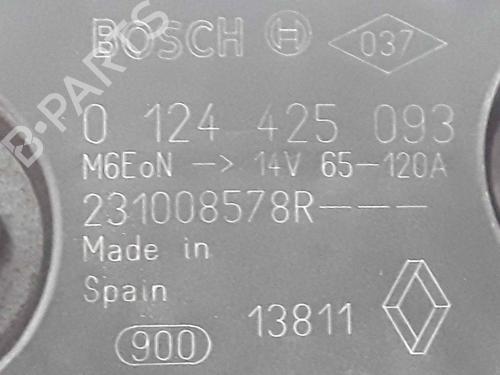 BOSCH 037
0 124 425 093
M6EoN -> 14V 65-120A
231008578R----
Made in
Spain
900 13811
B-PARTS